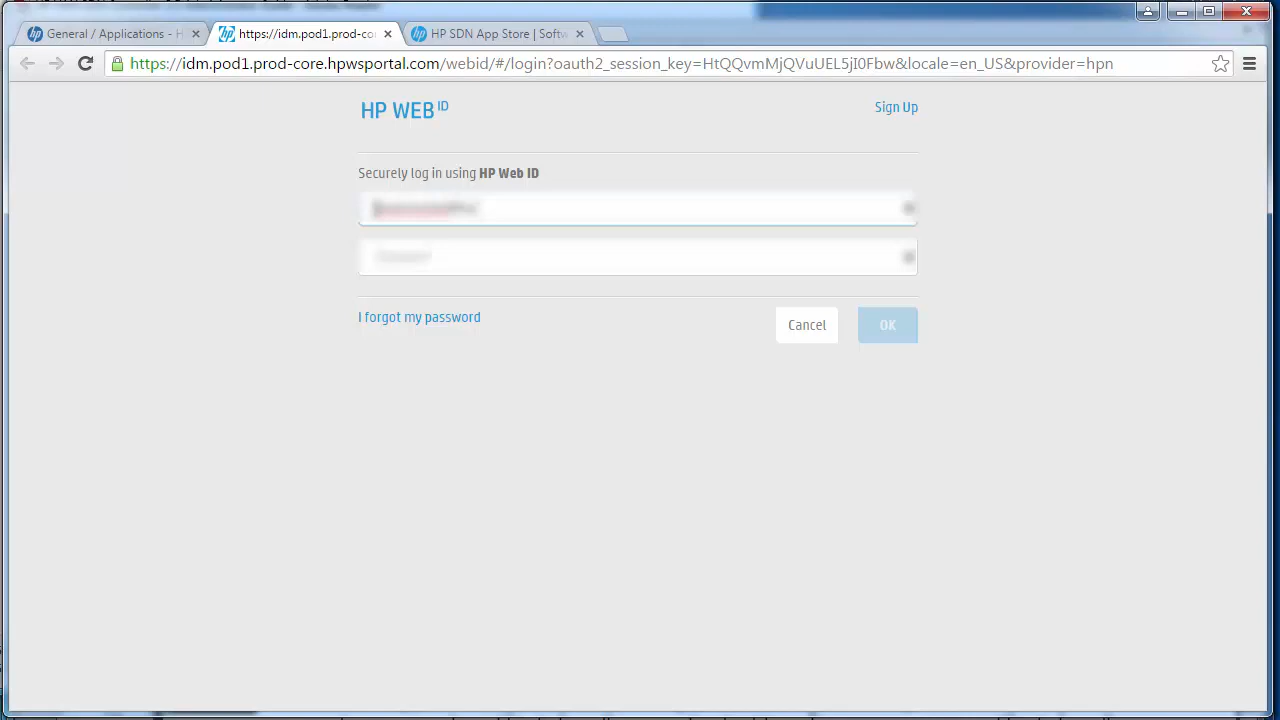 General / Applications - H
https://idm.pod1.prod-co
HP SDN App Store | Softw
https://idm.pod1.prod-core.hpwsportal.com/webid/#/login?oauth2_session_key=HtQQvmMjQVuUEL5jI0Fbw&locale=en_US&provider=hpn
HP WEB ID
Sign Up
Securely log in using HP Web ID
I forgot my password
Cancel
OK